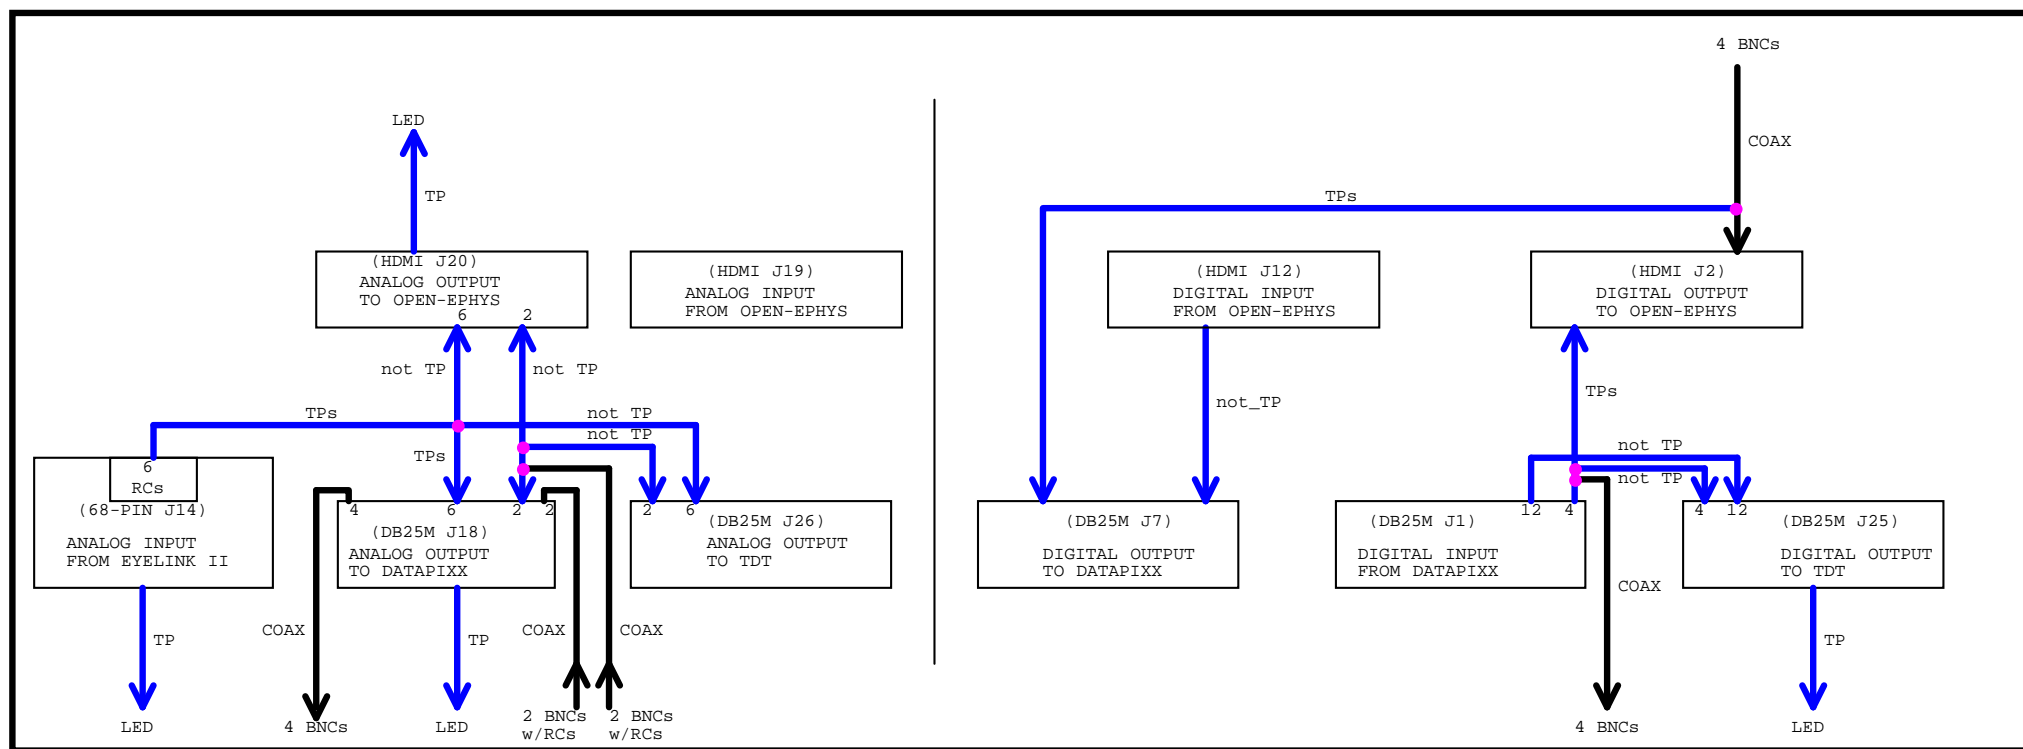 4 BNCs
COAX
LED
TP
TPs
(HDMI J20)
ANALOG OUTPUT
TO OPEN-EPHYS
6
2
(HDMI J19)
ANALOG INPUT
FROM OPEN-EPHYS
(HDMI J12)
DIGITAL INPUT
FROM OPEN-EPHYS
(HDMI J2)
DIGITAL OUTPUT
TO OPEN-EPHYS
not TP
not TP
not_TP
TPs
TPs
not TP
not TP
TPs
not TP
not TP
6
RCs
(68-PIN J14)
ANALOG INPUT
FROM EYELINK II
4
6
2
2
(DB25M J18)
ANALOG OUTPUT
TO DATAPIXX
2
6
(DB25M J26)
ANALOG OUTPUT
TO TDT
(DB25M J7)
DIGITAL OUTPUT
TO DATAPIXX
12
4
(DB25M J1)
DIGITAL INPUT
FROM DATAPIXX
4
12
(DB25M J25)
DIGITAL OUTPUT
TO TDT
TP
COAX
TP
COAX
COAX
COAX
TP
LED
4 BNCs
LED
2 BNCs
w/RCs
2 BNCs
w/RCs
4 BNCs
LED